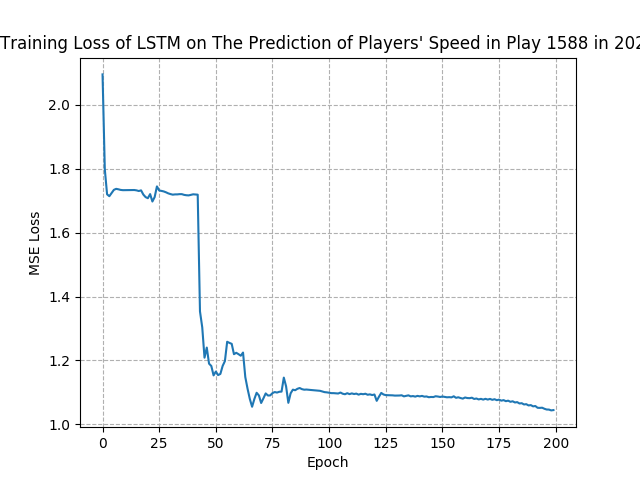 Training Loss of LSTM on The Prediction of Players' Speed in Play 1588 in 202
2.0
1.8
1.6
1.4
1.2
1.0
MSE Loss
0 25 50 75 100 125 150 175 200
Epoch